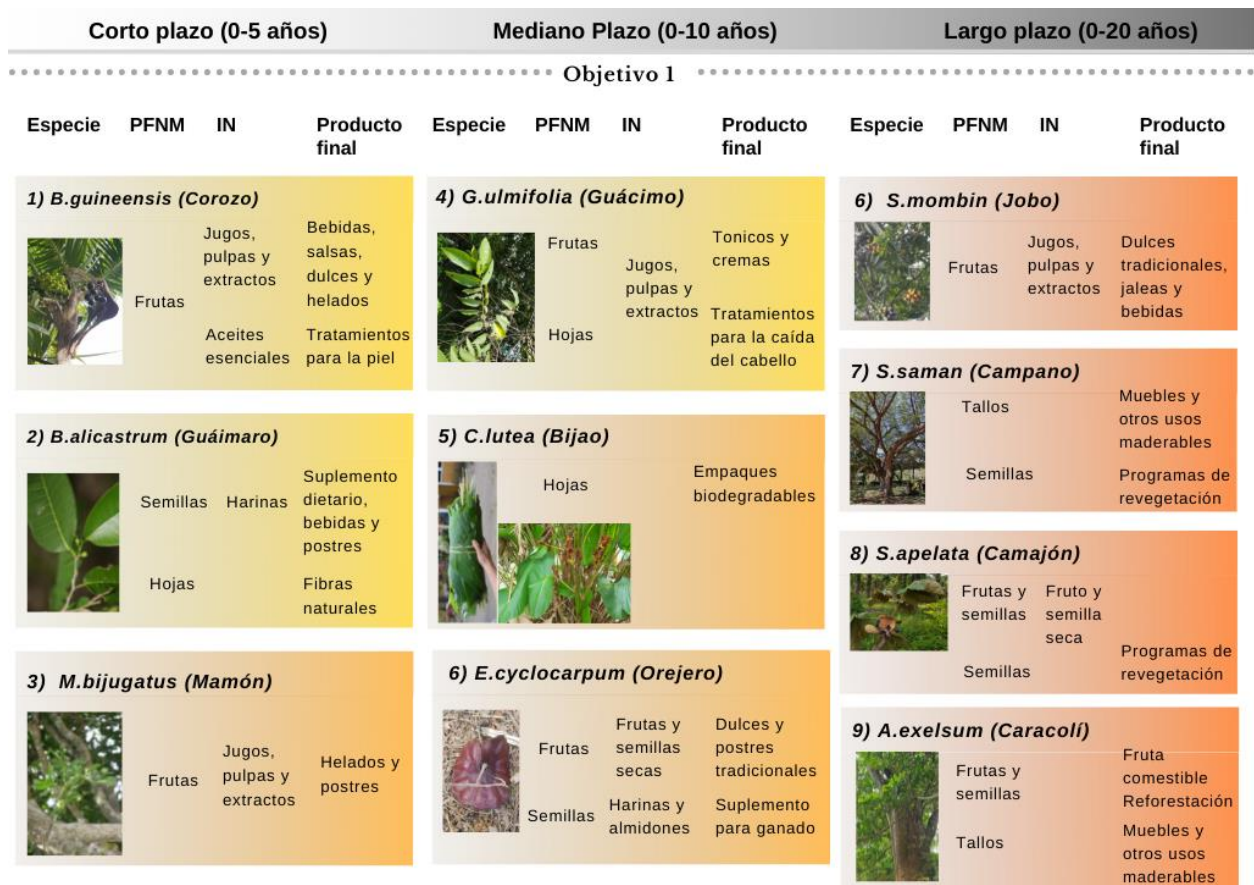 Corto plazo (0-5 años)
Mediano Plazo (0-10 años)
Largo plazo (0-20 años)
Objetivo 1
Especie PFNM IN Producto
final
1) B.guineensis (Corozo)
Frutas
Jugos,
pulpas y
extractos
Bebidas,
salsas,
dulces y
helados
Aceites
esenciales
Tratamientos
para la piel
2) B.alicastrum (Guáimaro)
Semillas
Harinas
Suplemento
dietario,
bebidas y
postres
Hojas
Fibras
naturales
3) M.bijugatus (Mamón)
Frutas
Jugos,
pulpas y
extractos
Helados y
postres
Especie PFNM IN Producto
final
4) G.ulmifolia (Guácimo)
Frutas
Hojas
Jugos,
pulpas y
extractos
Tonicos y
cremas
Tratamientos
para la caída
del cabello
5) C.lutea (Bijao)
Hojas
Empaques
biodegradables
6) E.cyclocarpum (Orejero)
Frutas
Frutas y
semillas
secas
Dulces y
postres
tradicionales
Semillas
Harinas y
almidones
Suplemento
para ganado
Especie PFNM IN Producto
final
6) S.mombin (Jobo)
Frutas
Jugos,
pulpas y
extractos
Dulces
tradicionales,
jaleas y
bebidas
7) S.saman (Campano)
Tallos
Muebles y
otros usos
maderables
Semillas
Programas de
revegetación
8) S.apelata (Camajón)
Frutas y
semillas
Fruto y
semilla
seca
Semillas
Programas de
revegetación
9) A.exelsum (Caracolí)
Frutas y
semillas
Fruta
comestible
Reforestación
Tallos
Muebles y
otros usos
maderables